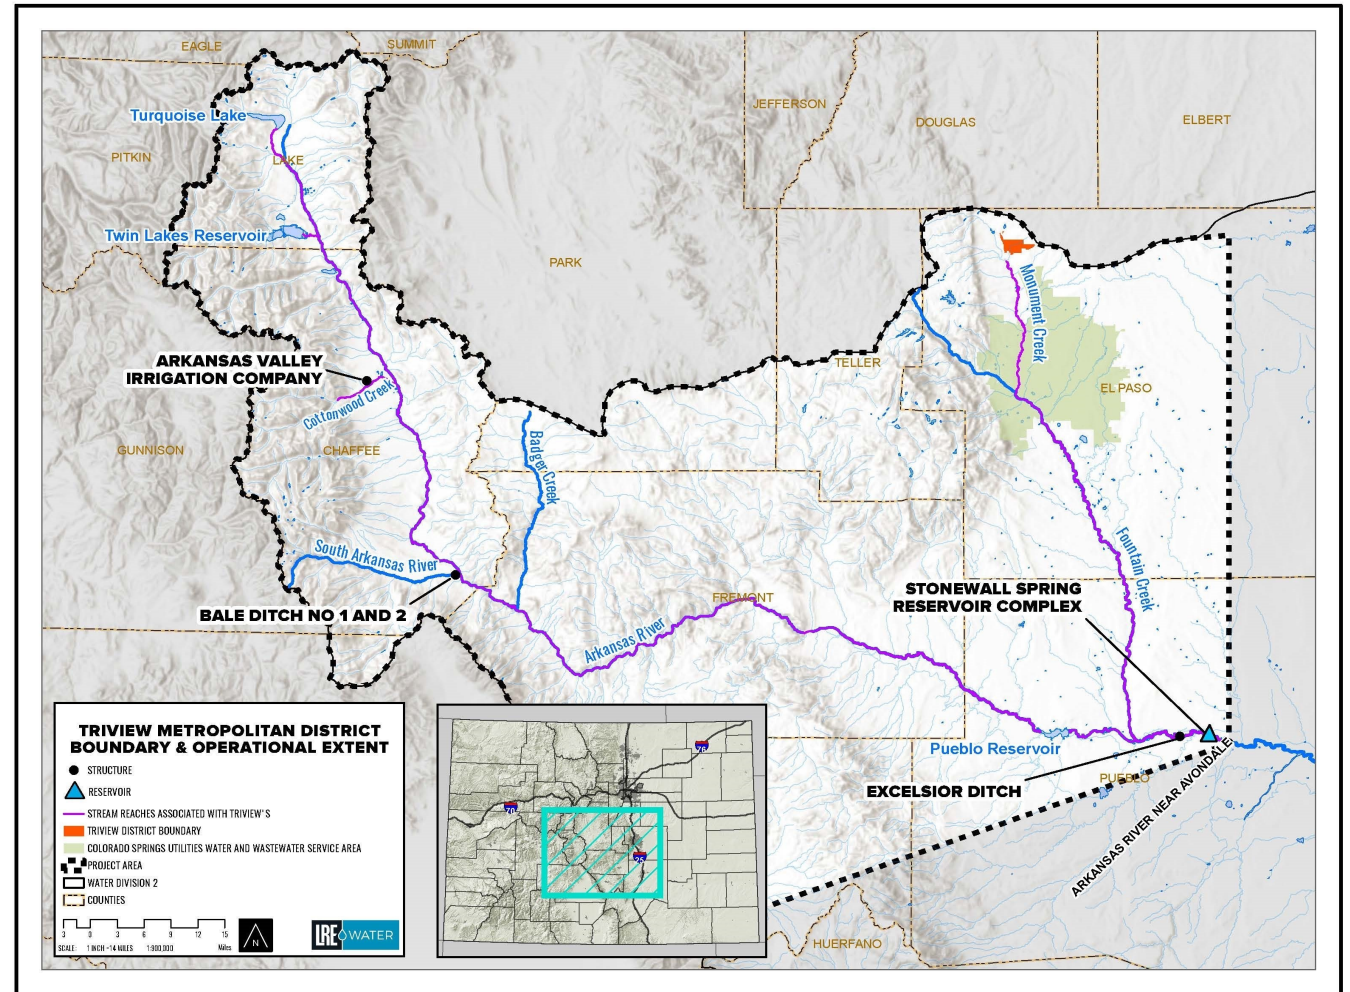 EAGLE
SUMMIT
JEFFERSON
DOUGLAS
ELBERT
Turquoise Lake
PITKIN
LAKE
Twin Lakes Reservoir
PARK
Monument Creek
ARKANSAS VALLEY
IRRIGATION COMPANY
TELLER
EL PASO
Cottonwood Creek
GUNNISON
CHAFFEE
Badger Creek
South Arkansas River
Fountain Creek
BALE DITCH NO 1 AND 2
FREMONT
STONEWALL SPRING
RESERVOIR COMPLEX
Arkansas River
Pueblo Reservoir
EXCELSIOR DITCH
PUEBLO
ARKANSAS RIVER NEAR AVONDALE
HUERFANO
TRIVIEW METROPOLITAN DISTRICT
BOUNDARY & OPERATIONAL EXTENT
STRUCTURE
RESERVOIR
STREAM REACHES ASSOCIATED WITH TRIVIEW'S
TRIVIEW DISTRICT BOUNDARY
COLORADO SPRINGS UTILITIES WATER AND WASTEWATER SERVICE AREA
PROJECT AREA
WATER DIVISION 2
COUNTIES
3 0 3 6 9 12 15
SCALE: 1 INCH =14 MILES 1:900,000 Miles
N
LRE WATER
76
70
25